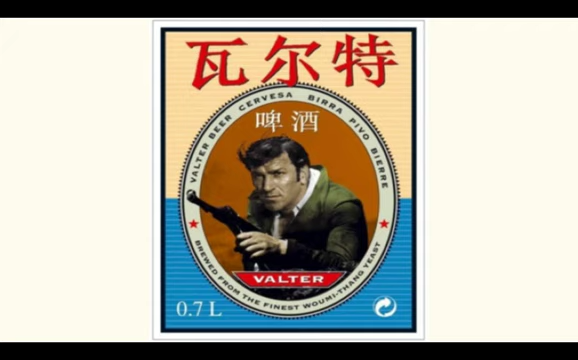 瓦尔特
VALTER BEER CERVESA BIRRA PIVO BIERRE
啤酒
VALTER
BREWED FROM THE FINEST WOUMI-THANG YEAST
0.7 L